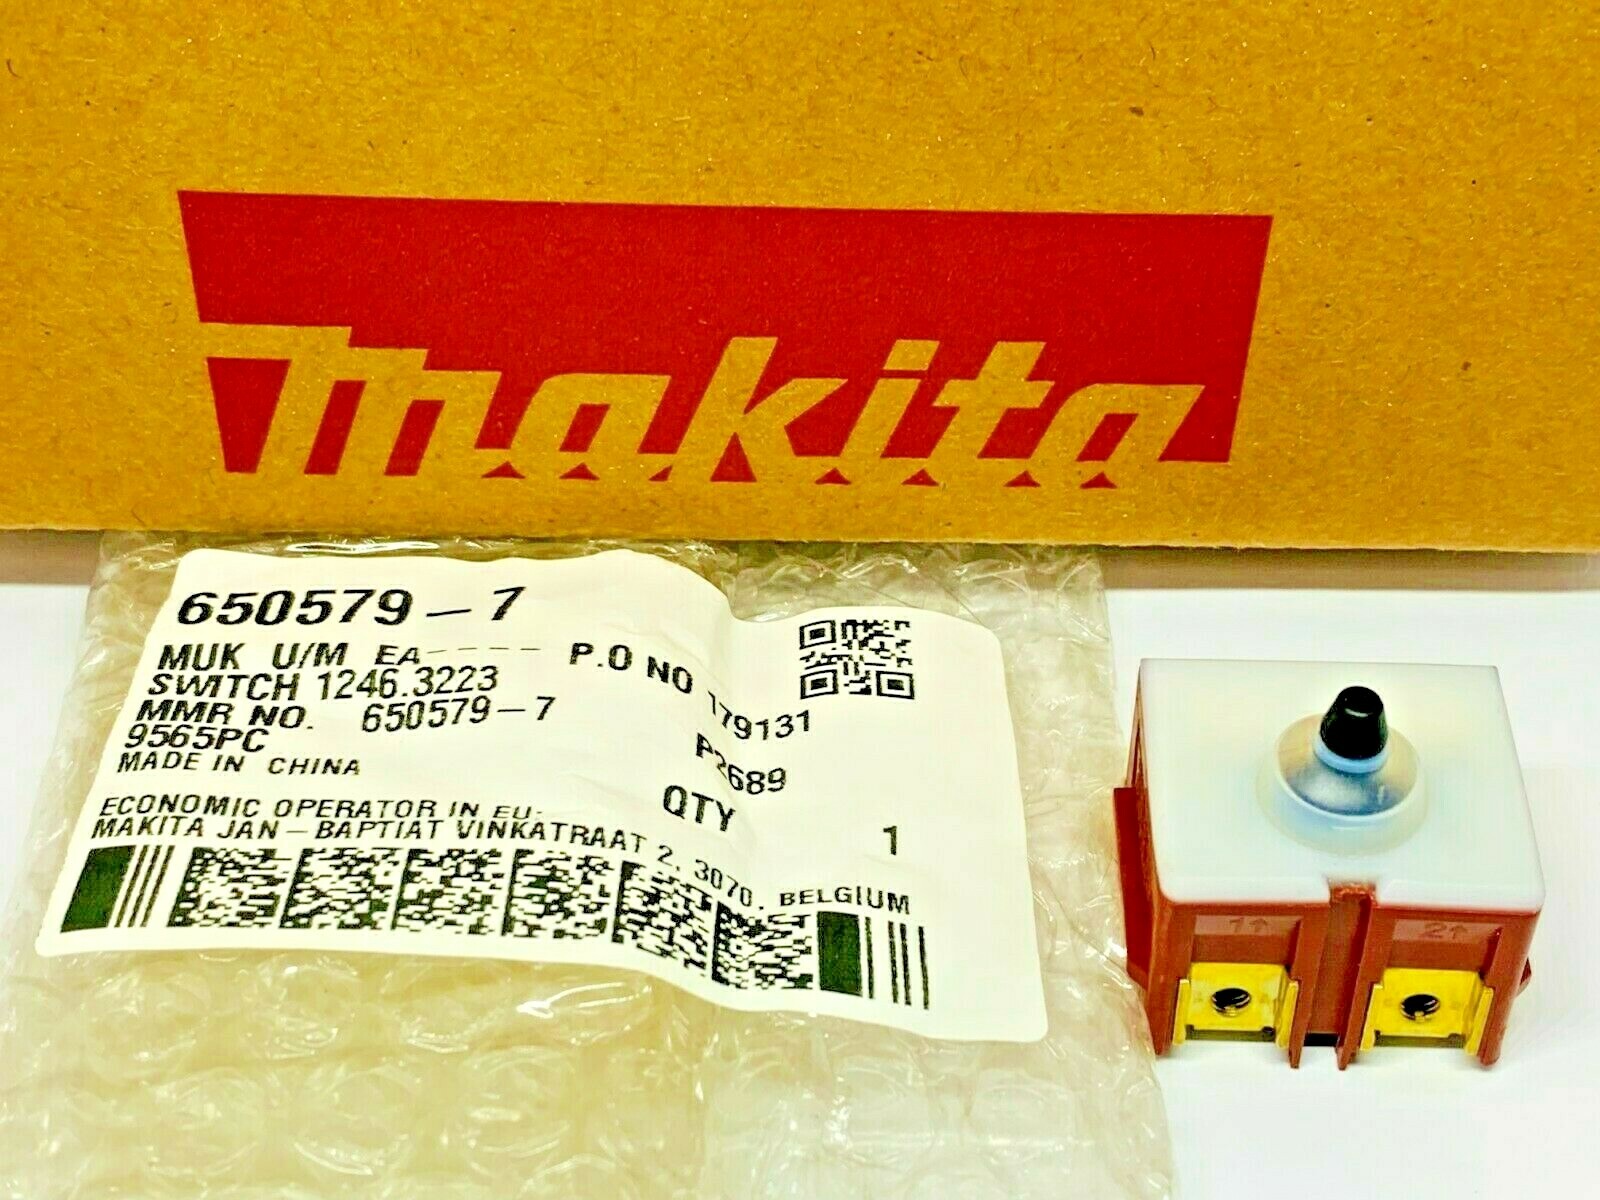 makita
650579-7
MUK U/M EA---- P.O NO 179131
SWITCH 1246.3223
MMR NO. 650579-7
9565PC P2689
MADE IN CHINA
QTY 1
ECONOMIC OPERATOR IN EU:
MAKITA JAN-BAPTIAT VINKATRAAT 2, 3070, BELGIUM
1↑ 2↑